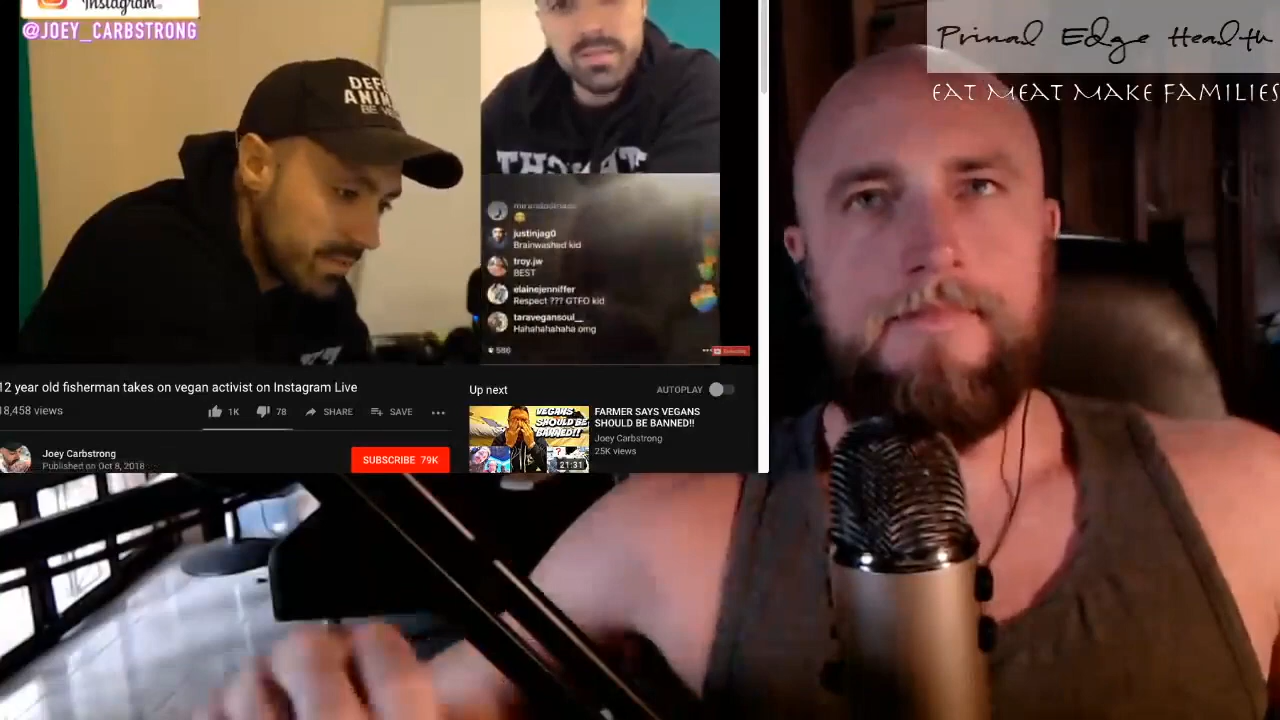 Instagram
@JOEY_CARBSTRONG
Primal Edge Health
EAT MEAT MAKE FAMILIES
justinjag0
Brainwashed kid
troy.jw
BEST
elainejenniffer
Respect ??? GTFO kid
taravegansoul__
Hahahahahaha omg
586
12 year old fisherman takes on vegan activist on Instagram Live
18,458 views
1K
78
SHARE
SAVE
Joey Carbstrong
Published on Oct 8, 2018
SUBSCRIBE 79K
Up next
AUTOPLAY
VEGANS
SHOULD BE
BANNED!!
21:31
FARMER SAYS VEGANS
SHOULD BE BANNED!!
Joey Carbstrong
25K views